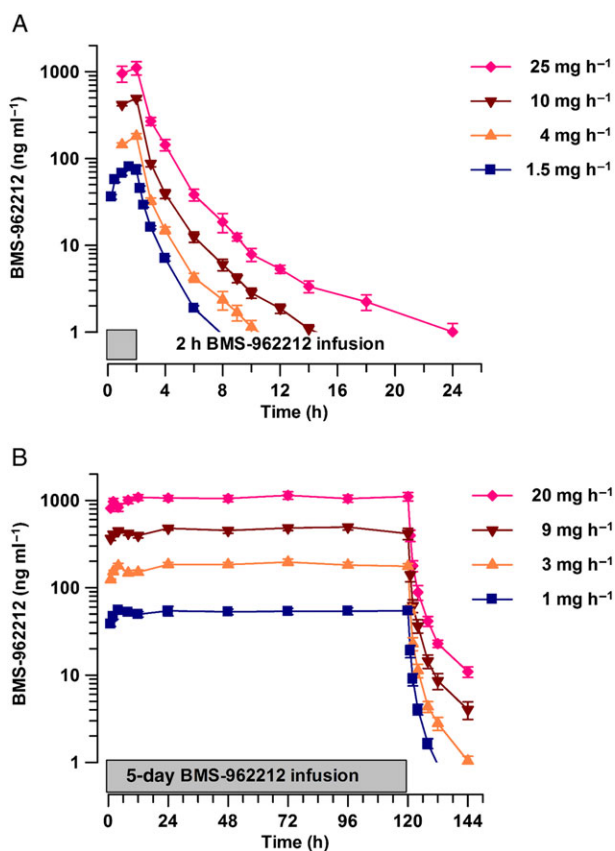 A
BMS-962212 (ng ml⁻¹)
1000
100
10
1
25 mg h⁻¹
10 mg h⁻¹
4 mg h⁻¹
1.5 mg h⁻¹
2 h BMS-962212 infusion
0 4 8 12 16 20 24
Time (h)
B
BMS-962212 (ng ml⁻¹)
1000
100
10
1
20 mg h⁻¹
9 mg h⁻¹
3 mg h⁻¹
1 mg h⁻¹
5-day BMS-962212 infusion
0 24 48 72 96 120 144
Time (h)